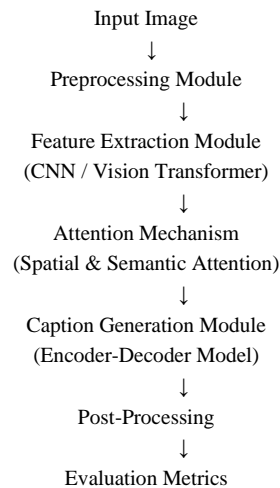 Input Image
↓
Preprocessing Module
↓
Feature Extraction Module
(CNN / Vision Transformer)
↓
Attention Mechanism
(Spatial & Semantic Attention)
↓
Caption Generation Module
(Encoder-Decoder Model)
↓
Post-Processing
↓
Evaluation Metrics